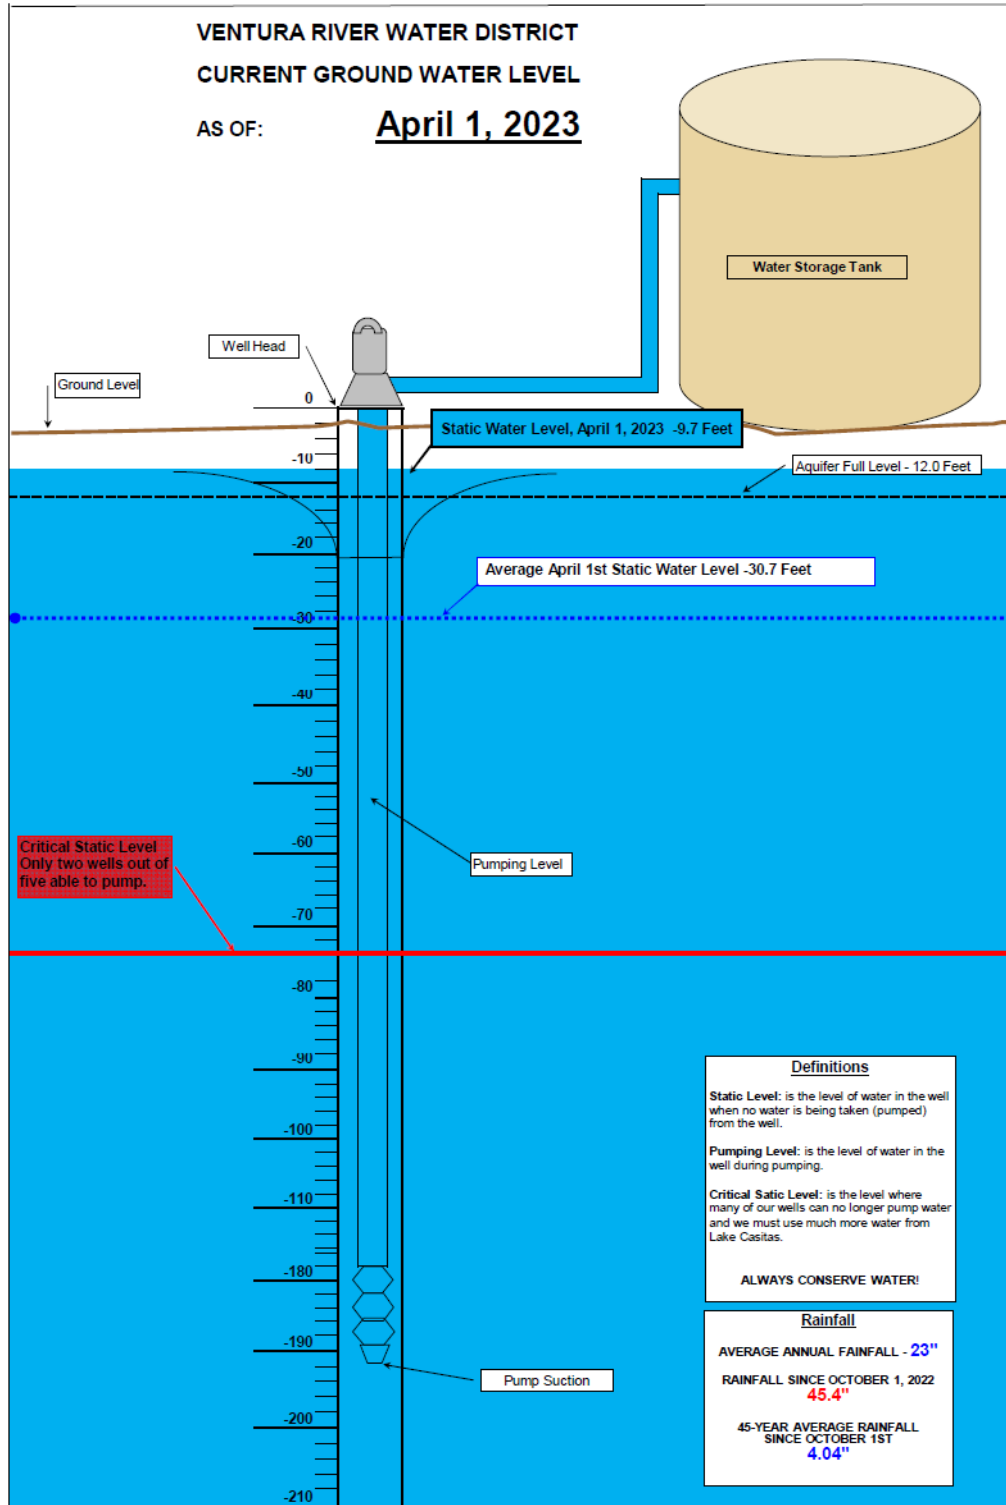 VENTURA RIVER WATER DISTRICT
CURRENT GROUND WATER LEVEL
AS OF: April 1, 2023
Water Storage Tank
Well Head
Ground Level
0
Static Water Level, April 1, 2023 -9.7 Feet
-10
Aquifer Full Level - 12.0 Feet
-20
Average April 1st Static Water Level -30.7 Feet
-30
-40
-50
Critical Static Level
Only two wells out of
five able to pump.
-60
Pumping Level
-70
-80
-90
-100
-110
-180
-190
Pump Suction
-200
-210
Definitions
Static Level: is the level of water in the well
when no water is being taken (pumped)
from the well.
Pumping Level: is the level of water in the
well during pumping.
Critical Satic Level: is the level where
many of our wells can no longer pump water
and we must use much more water from
Lake Casitas.
ALWAYS CONSERVE WATER!
Rainfall
AVERAGE ANNUAL FAINFALL - 23"
RAINFALL SINCE OCTOBER 1, 2022
45.4"
45-YEAR AVERAGE RAINFALL
SINCE OCTOBER 1ST
4.04"